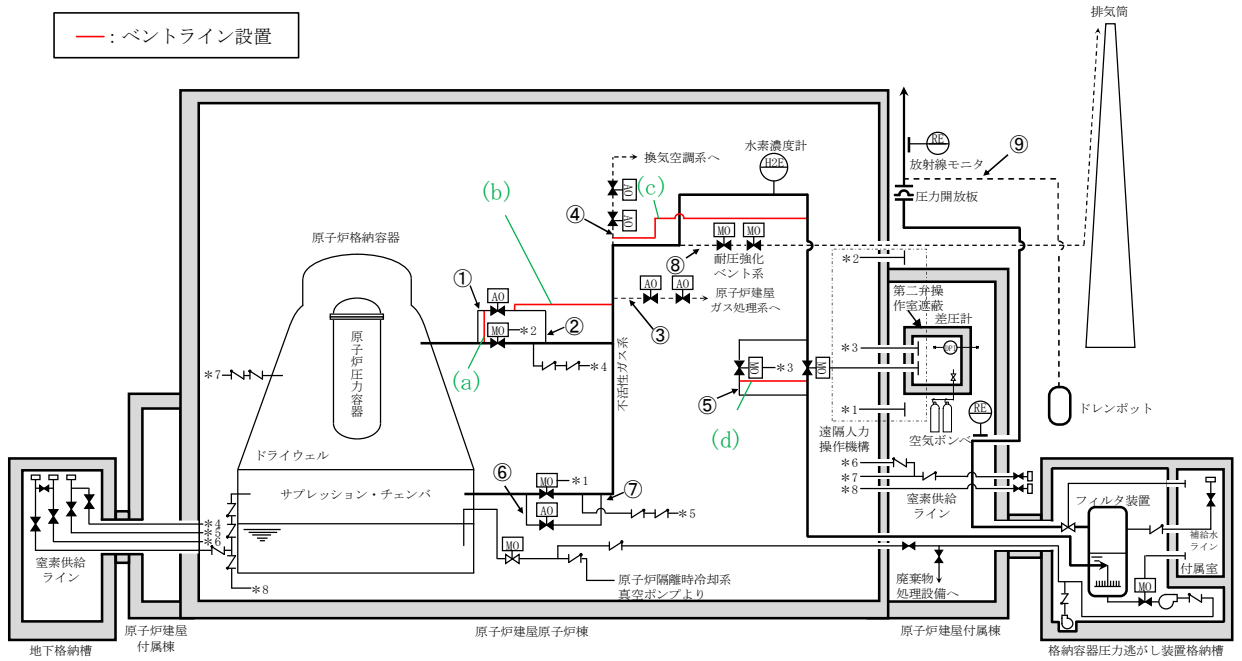 ―― : ベントライン設置
排気筒
換気空調系へ
水素濃度計
H2E
RE
放射線モニタ
⑨
圧力開放板
(b)
(c)
④
AO
AO
原子炉格納容器
⑧
MO
MO
耐圧強化
ベント系
*2
①
AO
AO
AO
原子炉建屋
ガス処理系へ
第二弁操
作室遮蔽
差圧計
MO
*2
②
③
DPI
原子炉圧力容器
*7
(a)
*4
不活性ガス系
MO
*3
MO
*3
⑤
*1
RE
ドレンポット
(d)
遠隔人力
操作機構
空気ボンベ
ドライウェル
*6
*7
*8
窒素供給
ライン
サプレッション・チェンバ
⑥
MO
*1
⑦
AO
*5
フィルタ装置
補給水
ライン
付属室
*4
*5
*6
窒素供給
ライン
*8
MO
原子炉隔離時冷却系
真空ポンプより
廃棄物
処理設備へ
MO
地下格納槽
原子炉建屋
付属棟
原子炉建屋原子炉棟
原子炉建屋付属棟
格納容器圧力逃がし装置格納槽